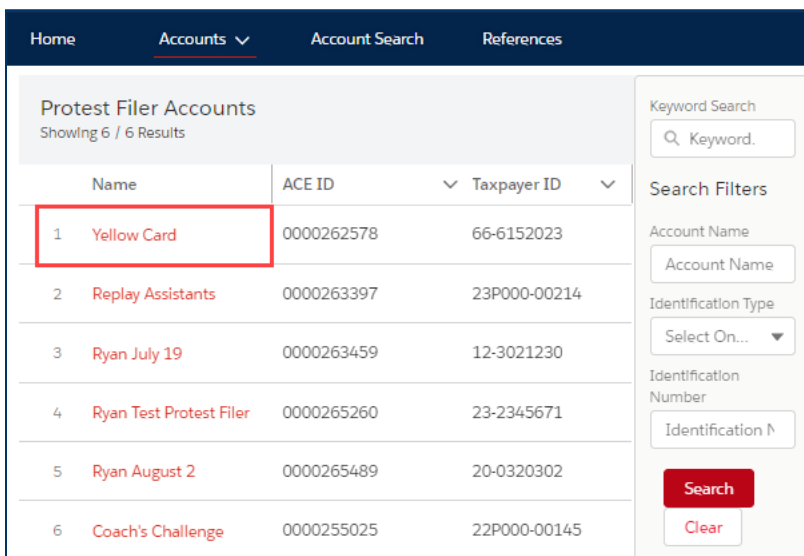 Home Accounts Account Search References
Protest Filer Accounts
Showing 6 / 6 Results
Name ACE ID Taxpayer ID
1 Yellow Card 0000262578 66-6152023
2 Replay Assistants 0000263397 23P000-00214
3 Ryan July 19 0000263459 12-3021230
4 Ryan Test Protest Filer 0000265260 23-2345671
5 Ryan August 2 0000265489 20-0320302
6 Coach's Challenge 0000255025 22P000-00145
Keyword Search
Keyword.
Search Filters
Account Name
Account Name
Identification Type
Select On...
Identification
Number
Identification N
Search
Clear